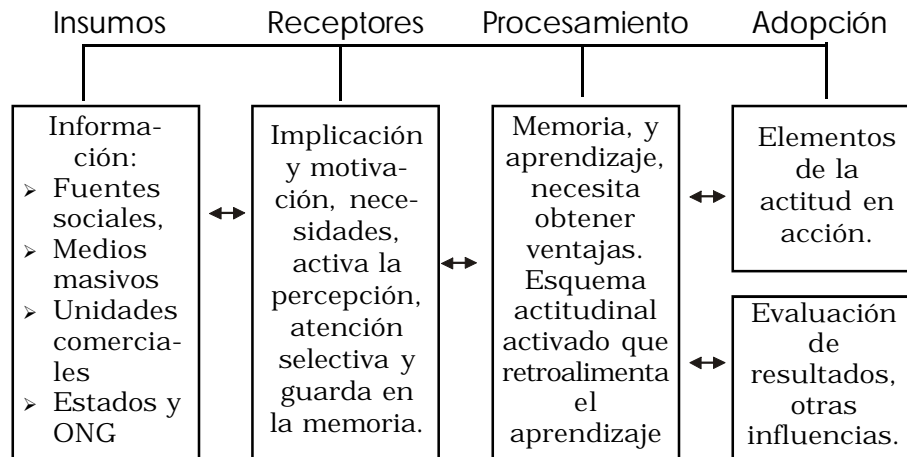 Insumos Receptores Procesamiento Adopción
Informa-
ción:
➢ Fuentes
sociales,
➢ Medios
masivos
➢ Unidades
comercia-
les
➢ Estados y
ONG
Implicación
y motiva-
ción, nece-
sidades,
activa la
percepción,
atención
selectiva y
guarda en
la memoria.
Memoria, y
aprendizaje,
necesita
obtener
ventajas.
Esquema
actitudinal
activado que
retroalimenta
el
aprendizaje
Elementos
de la
actitud en
acción.
Evaluación
de
resultados,
otras
influencias.